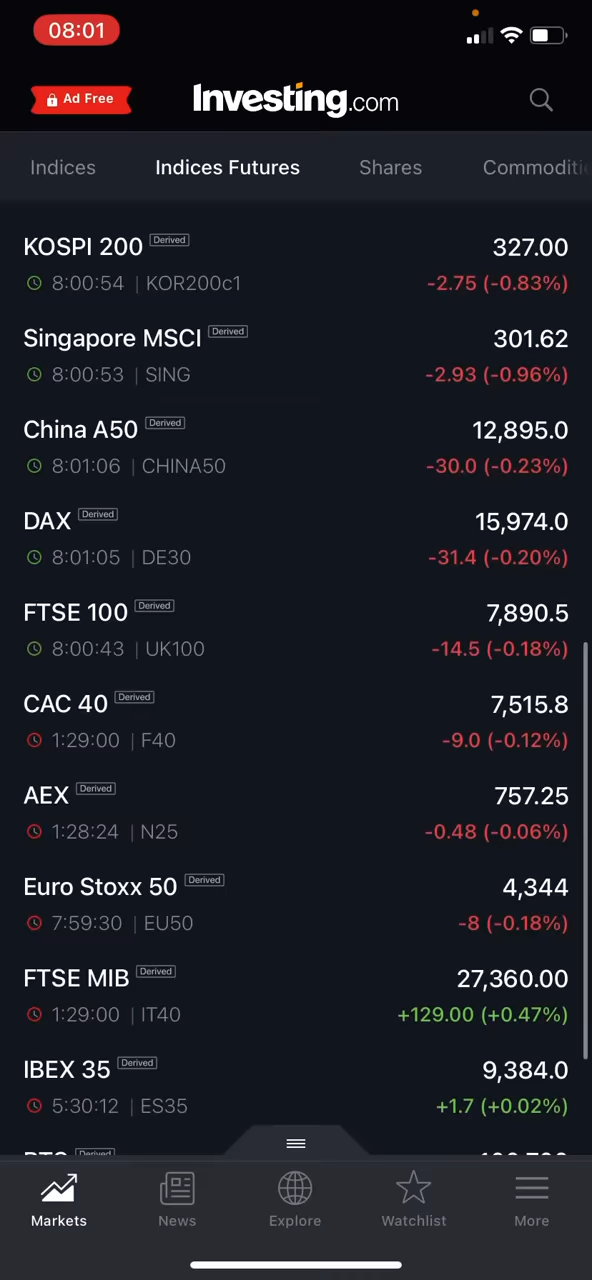 08:01
Ad Free
Investing.com
Indices Indices Futures Shares Commoditie
KOSPI 200 Derived 327.00
8:00:54 | KOR200c1 -2.75 (-0.83%)
Singapore MSCI Derived 301.62
8:00:53 | SING -2.93 (-0.96%)
China A50 Derived 12,895.0
8:01:06 | CHINA50 -30.0 (-0.23%)
DAX Derived 15,974.0
8:01:05 | DE30 -31.4 (-0.20%)
FTSE 100 Derived 7,890.5
8:00:43 | UK100 -14.5 (-0.18%)
CAC 40 Derived 7,515.8
1:29:00 | F40 -9.0 (-0.12%)
AEX Derived 757.25
1:28:24 | N25 -0.48 (-0.06%)
Euro Stoxx 50 Derived 4,344
7:59:30 | EU50 -8 (-0.18%)
FTSE MIB Derived 27,360.00
1:29:00 | IT40 +129.00 (+0.47%)
IBEX 35 Derived 9,384.0
5:30:12 | ES35 +1.7 (+0.02%)
Derived
Markets News Explore Watchlist More